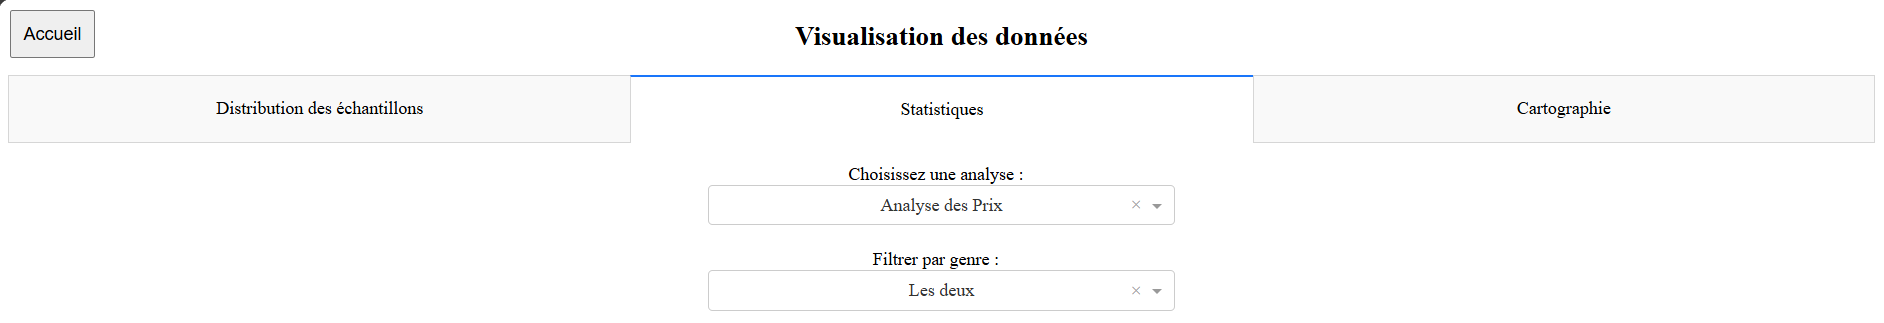 Accueil
Visualisation des données
Distribution des échantillons
Statistiques
Cartographie
Choisissez une analyse :
Analyse des Prix
Filtrer par genre :
Les deux